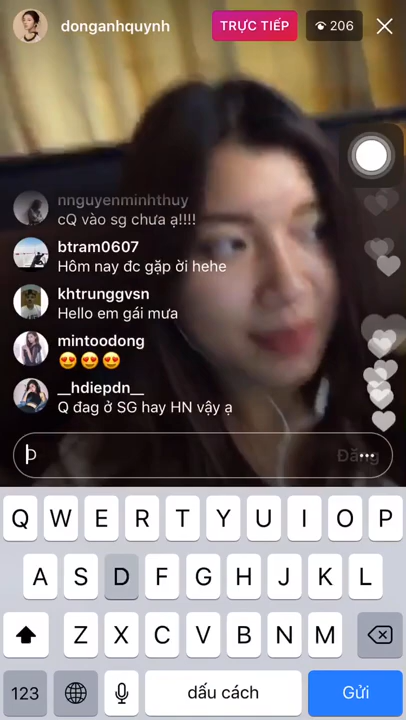 donganhquynh
TRỰC TIẾP
206
nnguyenminhthuy
cQ vào sg chưa ạ!!!!
btram0607
Hôm nay đc gặp ời hehe
khtrunggvsn
Hello em gái mưa
mintoodong
😍😍😍
__hdiepdn__
Q đag ở SG hay HN vậy ạ
Đăng
Q W E R T Y U I O P
A S D F G H J K L
Z X C V B N M
123 dấu cách Gửi